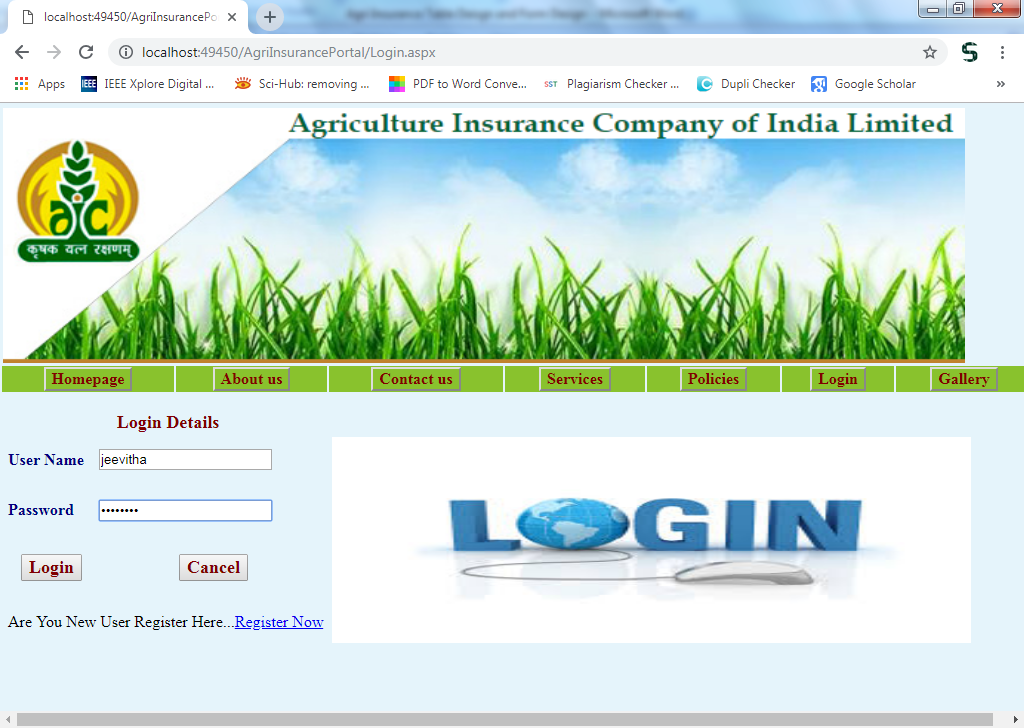 localhost:49450/AgriInsurancePo
localhost:49450/AgriInsurancePortal/Login.aspx
Apps IEEE Xplore Digital ... Sci-Hub: removing ... PDF to Word Conve... SST Plagiarism Checker ... Dupli Checker Google Scholar »
Agriculture Insurance Company of India Limited
कृषक यत्न रक्षणम्
Homepage About us Contact us Services Policies Login Gallery
Login Details
User Name jeevitha
Password ••••••••
LOGIN
Login Cancel
Are You New User Register Here...Register Now